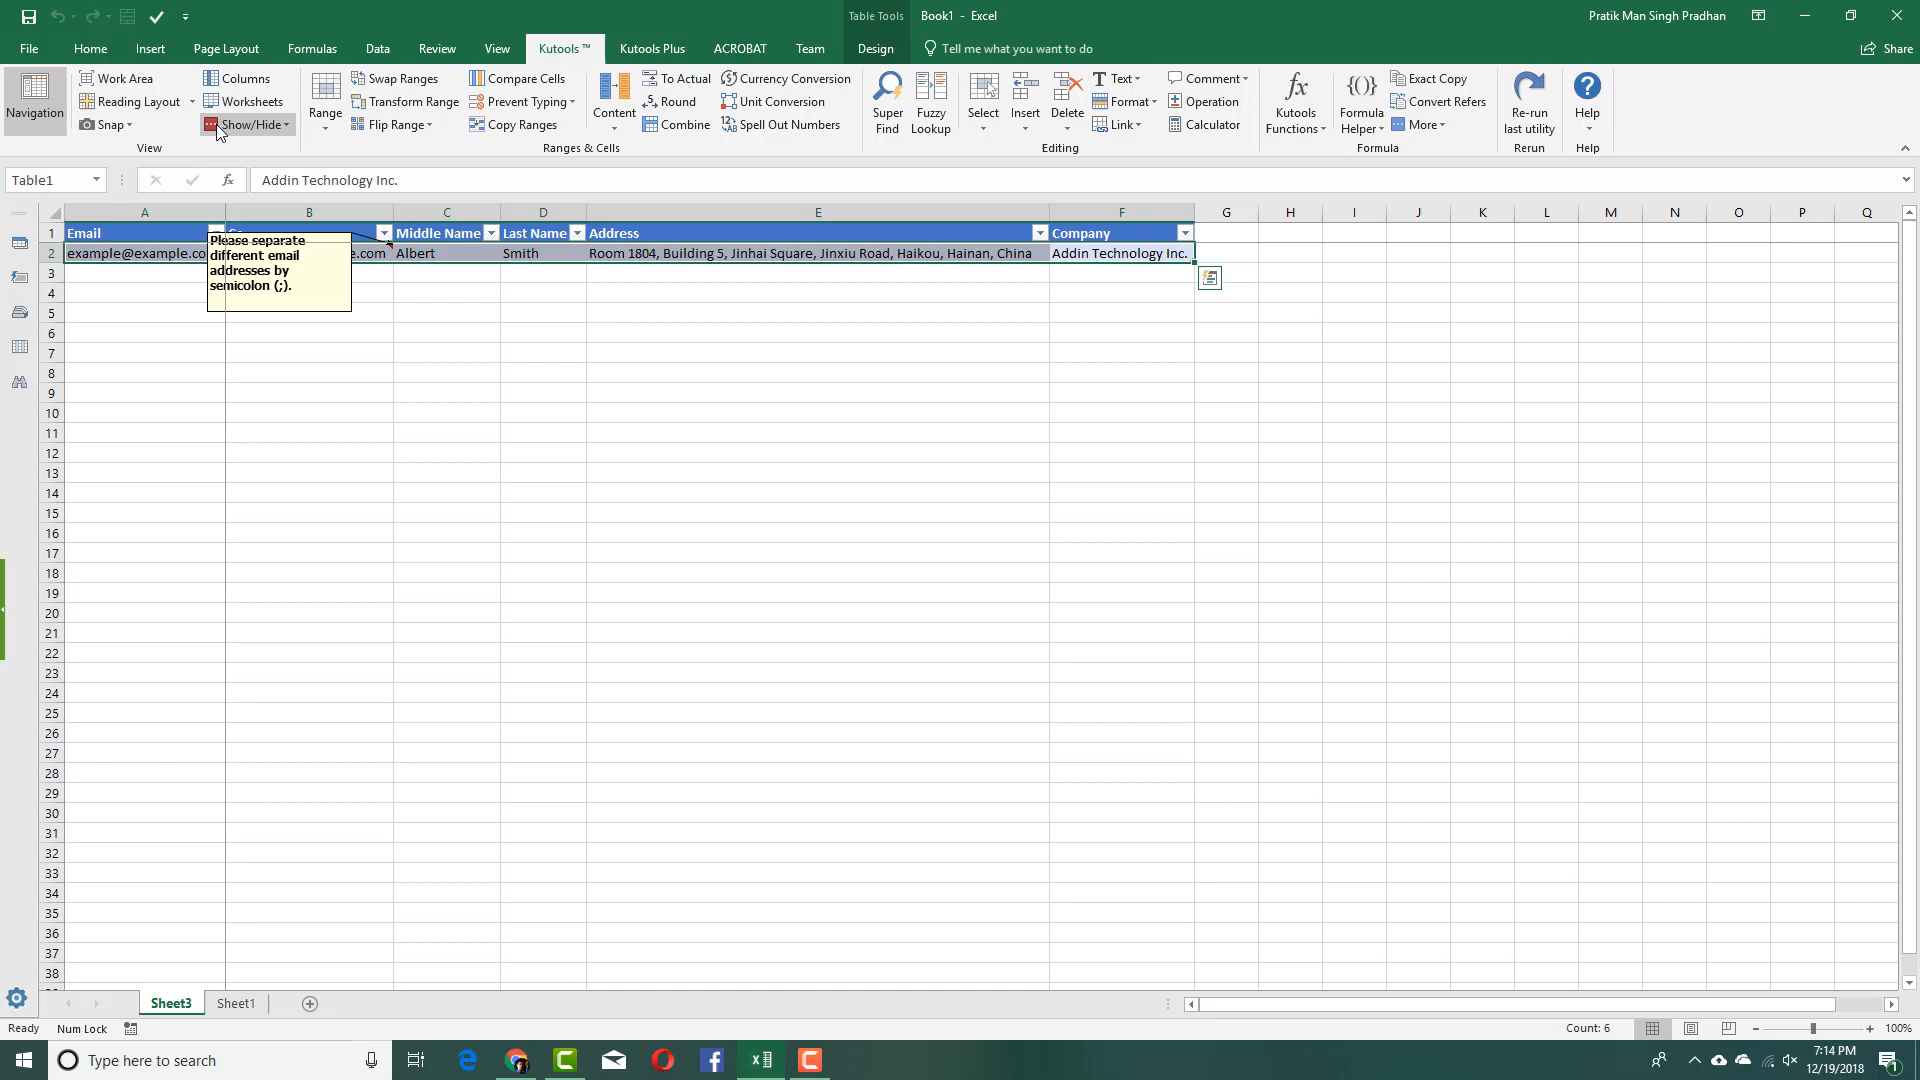 Table Tools
Book1 - Excel
Pratik Man Singh Pradhan
File
Home
Insert
Page Layout
Formulas
Data
Review
View
Kutools ™
Kutools Plus
ACROBAT
Team
Design
Tell me what you want to do
Share
Navigation
Work Area
Reading Layout
Snap
Columns
Worksheets
Show/Hide
View
Range
Swap Ranges
Transform Range
Flip Range
Compare Cells
Prevent Typing
Copy Ranges
Content
To Actual
Round
Combine
Currency Conversion
Unit Conversion
Spell Out Numbers
Ranges & Cells
Super
Find
Fuzzy
Lookup
Select
Insert
Delete
Text
Format
Link
Comment
Operation
Calculator
Editing
Kutools
Functions
Formula
Helper
Exact Copy
Convert Refers
More
Formula
Re-run
last utility
Rerun
Help
Help
Table1
fx
Addin Technology Inc.
A B C D E F G H I J K L M N O P Q
1 Email Middle Name Last Name Address Company
2 example@example.co e.com Albert Smith Room 1804, Building 5, Jinhai Square, Jinxiu Road, Haikou, Hainan, China Addin Technology Inc.
Please separate
different email
addresses by
semicolon (;).
3
4
5
6
7
8
9
10
11
12
13
14
15
16
17
18
19
20
21
22
23
24
25
26
27
28
29
30
31
32
33
34
35
36
37
38
Sheet3
Sheet1
Ready
Num Lock
Count: 6
100%
Type here to search
7:14 PM
12/19/2018
1